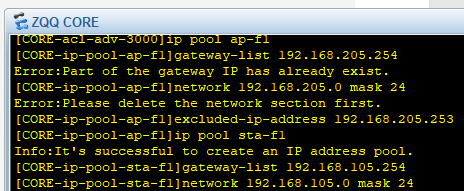 ZQQ CORE
[CORE-acl-adv-3000]ip pool ap-f1
[CORE-ip-pool-ap-f1]gateway-list 192.168.205.254
Error:Part of the gateway IP has already exist.
[CORE-ip-pool-ap-f1]network 192.168.205.0 mask 24
Error:Please delete the network section first.
[CORE-ip-pool-ap-f1]excluded-ip-address 192.168.205.253
[CORE-ip-pool-ap-f1]ip pool sta-f1
Info:It's successful to create an IP address pool.
[CORE-ip-pool-sta-f1]gateway-list 192.168.105.254
[CORE-ip-pool-sta-f1]network 192.168.105.0 mask 24